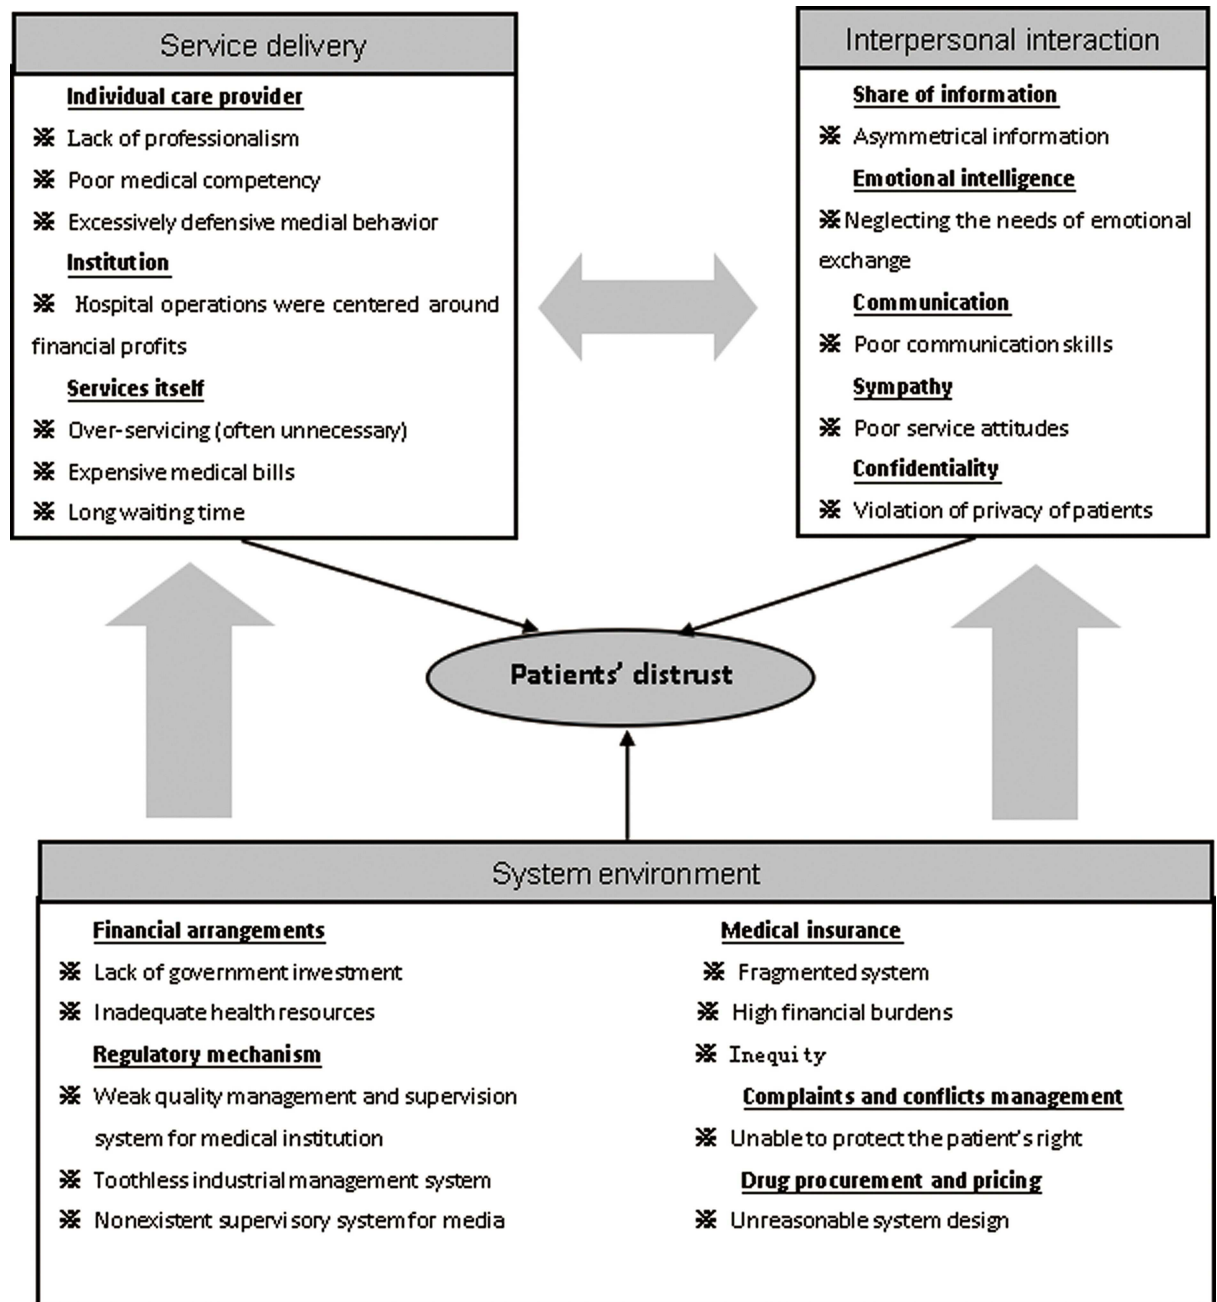 Service delivery
Individual care provider
※ Lack of professionalism
※ Poor medical competency
※ Excessively defensive medial behavior
Institution
※ Hospital operations were centered around
financial profits
Services itself
※ Over-servicing (often unnecessary)
※ Expensive medical bills
※ Long waiting time
Interpersonal interaction
Share of information
※ Asymmetrical information
Emotional intelligence
※Neglecting the needs of emotional
exchange
Communication
※ Poor communication skills
Sympathy
※ Poor service attitudes
Confidentiality
※ Violation of privacy of patients
Patients’ distrust
System environment
Financial arrangements
※ Lack of government investment
※ Inadequate health resources
Regulatory mechanism
※ Weak quality management and supervision
system for medical institution
※ Toothless industrial management system
※ Nonexistent supervisory system for media
Medical insurance
※ Fragmented system
※ High financial burdens
※ Inequity
Complaints and conflicts management
※ Unable to protect the patient’s right
Drug procurement and pricing
※ Unreasonable system design